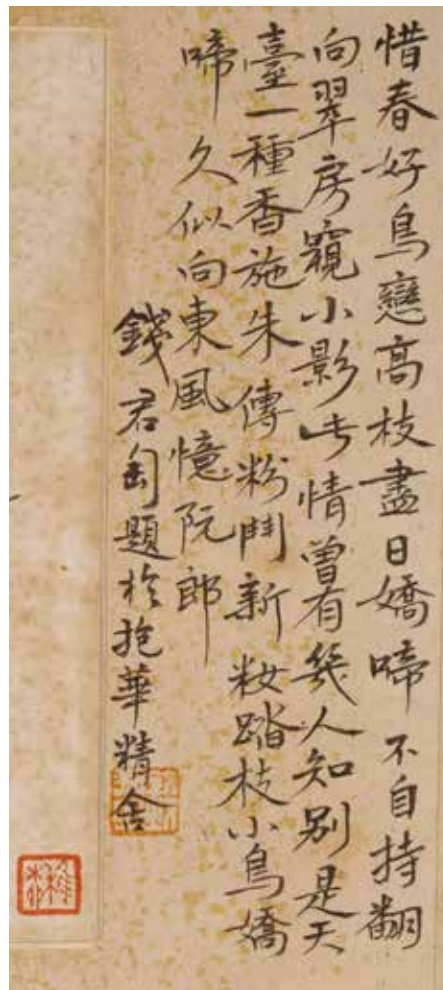 惜春好鳥戀高枝盡日嬌啼不自持翻
向翠房窺小影此情曾有幾人知別是天
臺一種香施朱傅粉鬥新妝踏枝小鳥嬌
啼久似向東風憶阮郎
錢君匋題於抱華精舍